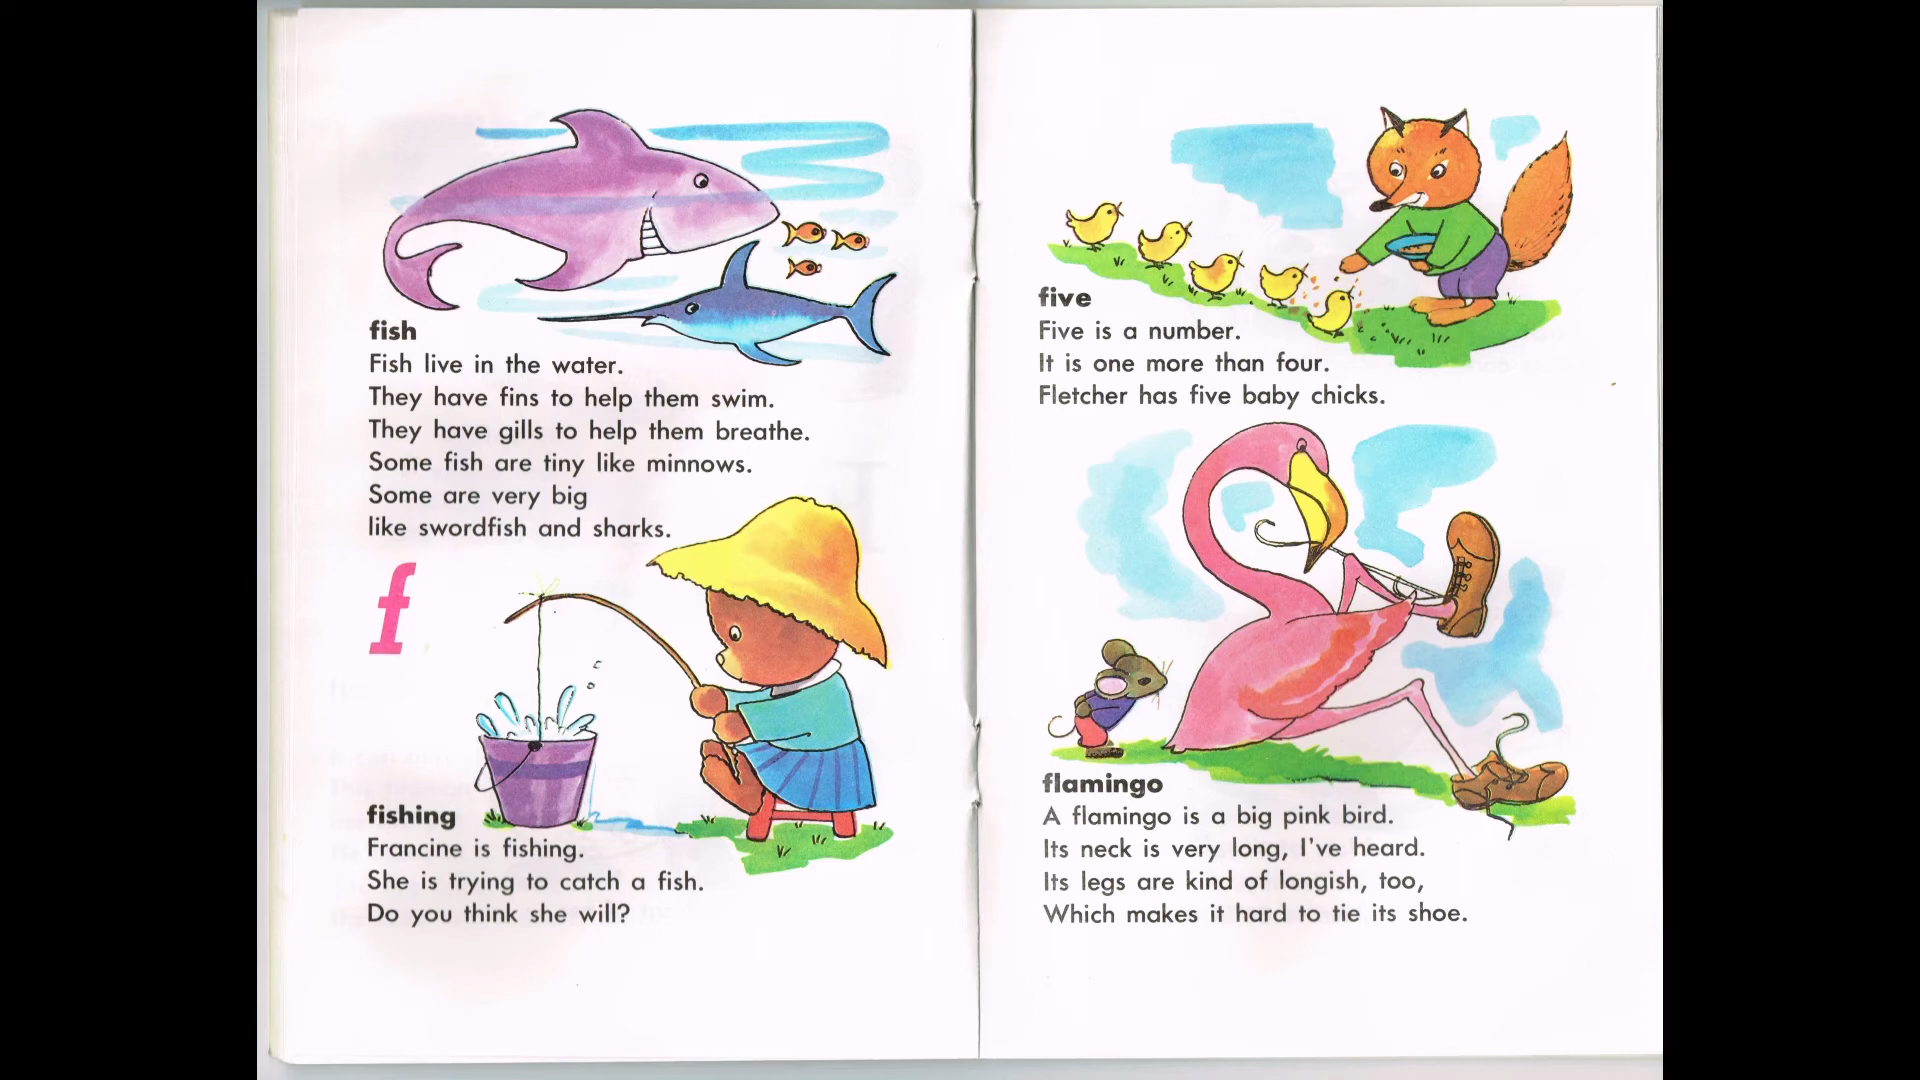 fish
Fish live in the water.
They have fins to help them swim.
They have gills to help them breathe.
Some fish are tiny like minnows.
Some are very big
like swordfish and sharks.
f
fishing
Francine is fishing.
She is trying to catch a fish.
Do you think she will?
five
Five is a number.
It is one more than four.
Fletcher has five baby chicks.
flamingo
A flamingo is a big pink bird.
Its neck is very long, I've heard.
Its legs are kind of longish, too,
Which makes it hard to tie its shoe.